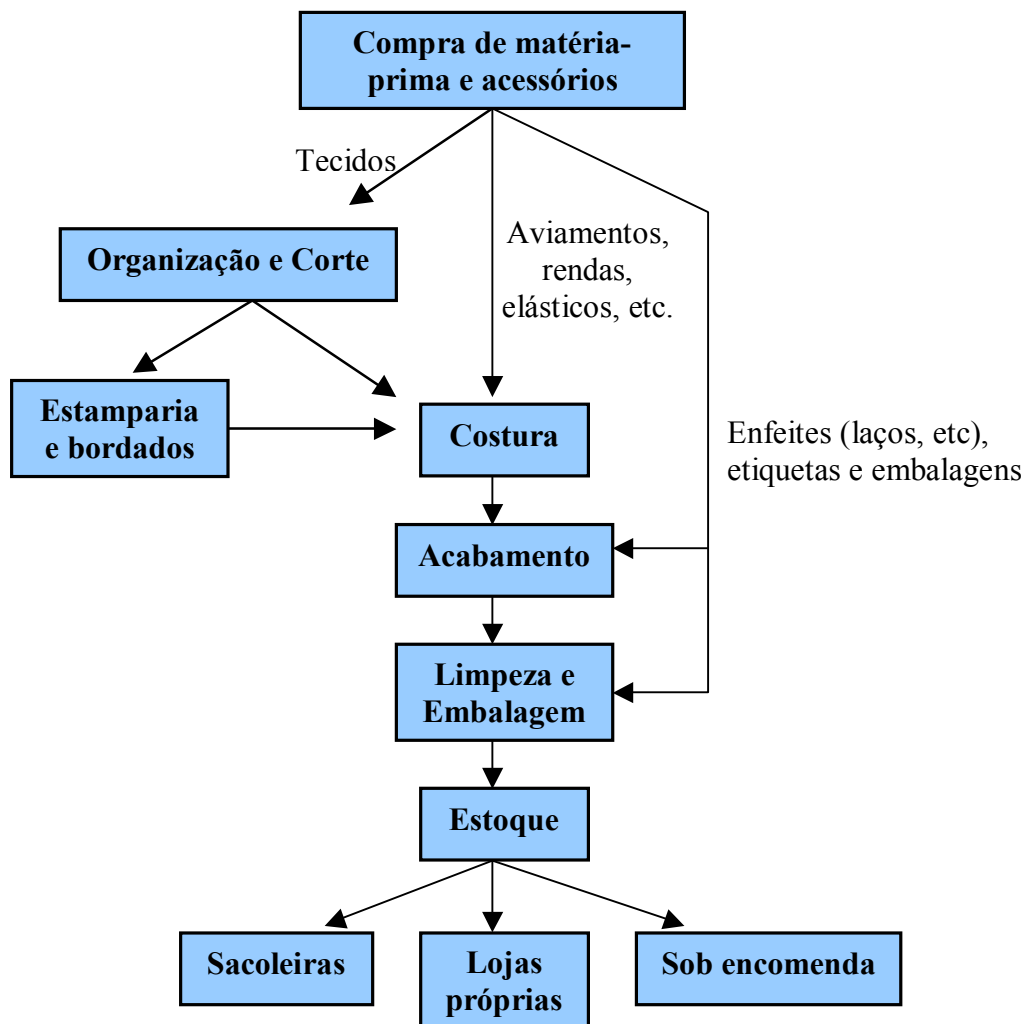 Compra de matéria-
prima e acessórios
Tecidos
Aviamentos,
rendas,
elásticos, etc.
Organização e Corte
Estamparia
e bordados
Costura
Enfeites (laços, etc),
etiquetas e embalagens
Acabamento
Limpeza e
Embalagem
Estoque
Sacoleiras
Lojas
próprias
Sob encomenda